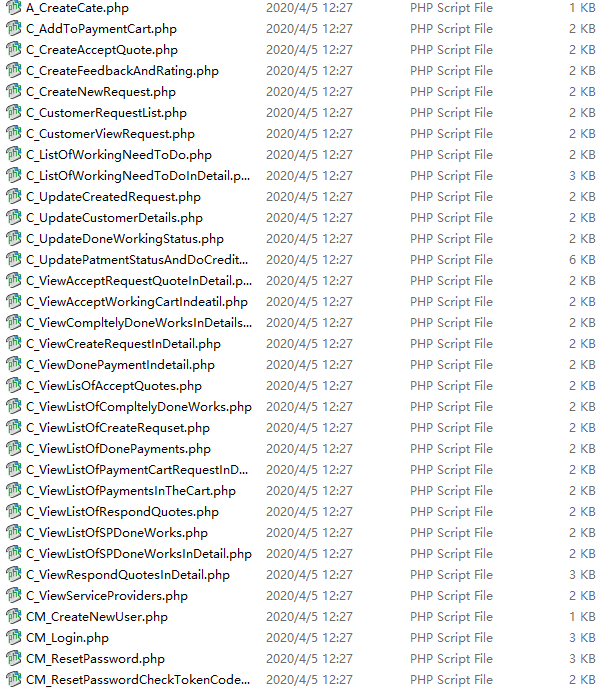 A_CreateCate.php 2020/4/5 12:27 PHP Script File 1 KB
C_AddToPaymentCart.php 2020/4/5 12:27 PHP Script File 2 KB
C_CreateAcceptQuote.php 2020/4/5 12:27 PHP Script File 2 KB
C_CreateFeedbackAndRating.php 2020/4/5 12:27 PHP Script File 2 KB
C_CreateNewRequest.php 2020/4/5 12:27 PHP Script File 2 KB
C_CustomerRequestList.php 2020/4/5 12:27 PHP Script File 2 KB
C_CustomerViewRequest.php 2020/4/5 12:27 PHP Script File 2 KB
C_ListOfWorkingNeedToDo.php 2020/4/5 12:27 PHP Script File 2 KB
C_ListOfWorkingNeedToDoInDetail.p... 2020/4/5 12:27 PHP Script File 3 KB
C_UpdateCreatedRequest.php 2020/4/5 12:27 PHP Script File 2 KB
C_UpdateCustomerDetails.php 2020/4/5 12:27 PHP Script File 2 KB
C_UpdateDoneWorkingStatus.php 2020/4/5 12:27 PHP Script File 2 KB
C_UpdatePatmentStatusAndDoCredit... 2020/4/5 12:27 PHP Script File 6 KB
C_ViewAcceptRequestQuoteInDetail.p... 2020/4/5 12:27 PHP Script File 2 KB
C_ViewAcceptWorkingCartIndeatil.php 2020/4/5 12:27 PHP Script File 2 KB
C_ViewCompltelyDoneWorksInDetails... 2020/4/5 12:27 PHP Script File 2 KB
C_ViewCreateRequestInDetail.php 2020/4/5 12:27 PHP Script File 2 KB
C_ViewDonePaymentIndetail.php 2020/4/5 12:27 PHP Script File 2 KB
C_ViewLisOfAcceptQuotes.php 2020/4/5 12:27 PHP Script File 2 KB
C_ViewListOfCompltelyDoneWorks.php 2020/4/5 12:27 PHP Script File 2 KB
C_ViewListOfCreateRequset.php 2020/4/5 12:27 PHP Script File 2 KB
C_ViewListOfDonePayments.php 2020/4/5 12:27 PHP Script File 2 KB
C_ViewListOfPaymentCartRequestInD... 2020/4/5 12:27 PHP Script File 2 KB
C_ViewListOfPaymentsInTheCart.php 2020/4/5 12:27 PHP Script File 2 KB
C_ViewListOfRespondQuotes.php 2020/4/5 12:27 PHP Script File 2 KB
C_ViewListOfSPDoneWorks.php 2020/4/5 12:27 PHP Script File 2 KB
C_ViewListOfSPDoneWorksInDetail.php 2020/4/5 12:27 PHP Script File 2 KB
C_ViewRespondQuotesInDetail.php 2020/4/5 12:27 PHP Script File 3 KB
C_ViewServiceProviders.php 2020/4/5 12:27 PHP Script File 2 KB
CM_CreateNewUser.php 2020/4/5 12:27 PHP Script File 1 KB
CM_Login.php 2020/4/5 12:27 PHP Script File 3 KB
CM_ResetPassword.php 2020/4/5 12:27 PHP Script File 3 KB
CM_ResetPasswordCheckTokenCode... 2020/4/5 12:27 PHP Script File 2 KB